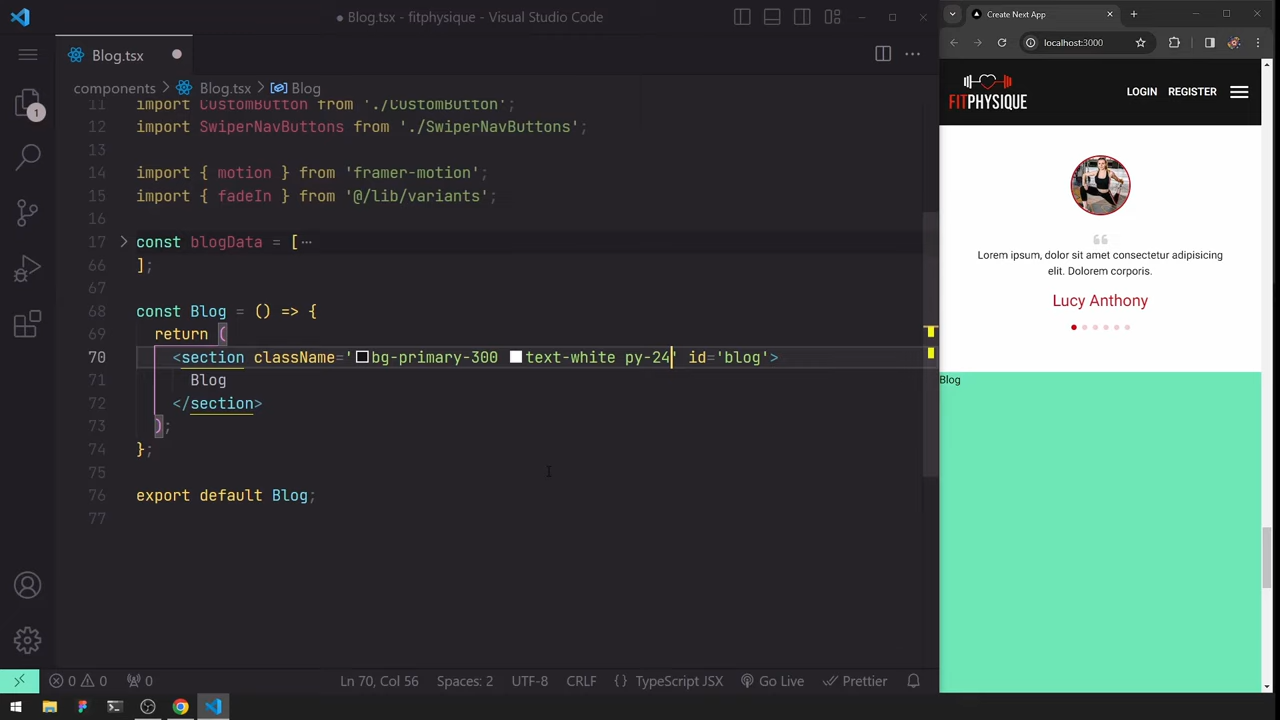 Blog.tsx - fitphysique - Visual Studio Code
Blog.tsx
components > Blog.tsx > Blog
1
11 import CustomButton from './CustomButton';
12 import SwiperNavButtons from './SwiperNavButtons';
13
14 import { motion } from 'framer-motion';
15 import { fadeIn } from '@/lib/variants';
16
17 const blogData = [⋯
66 ];
67
68 const Blog = () => {
69 return (
70 <section className='bg-primary-300 text-white py-24' id='blog'>
71 Blog
72 </section>
73 );
74 };
75
76 export default Blog;
77
0 0 0
Ln 70, Col 56 Spaces: 2 UTF-8 CRLF {} TypeScript JSX Go Live Prettier
Create Next App
localhost:3000
FITPHYSIQUE
LOGIN REGISTER
Lorem ipsum, dolor sit amet consectetur adipisicing
elit. Dolorem corporis.
Lucy Anthony
Blog